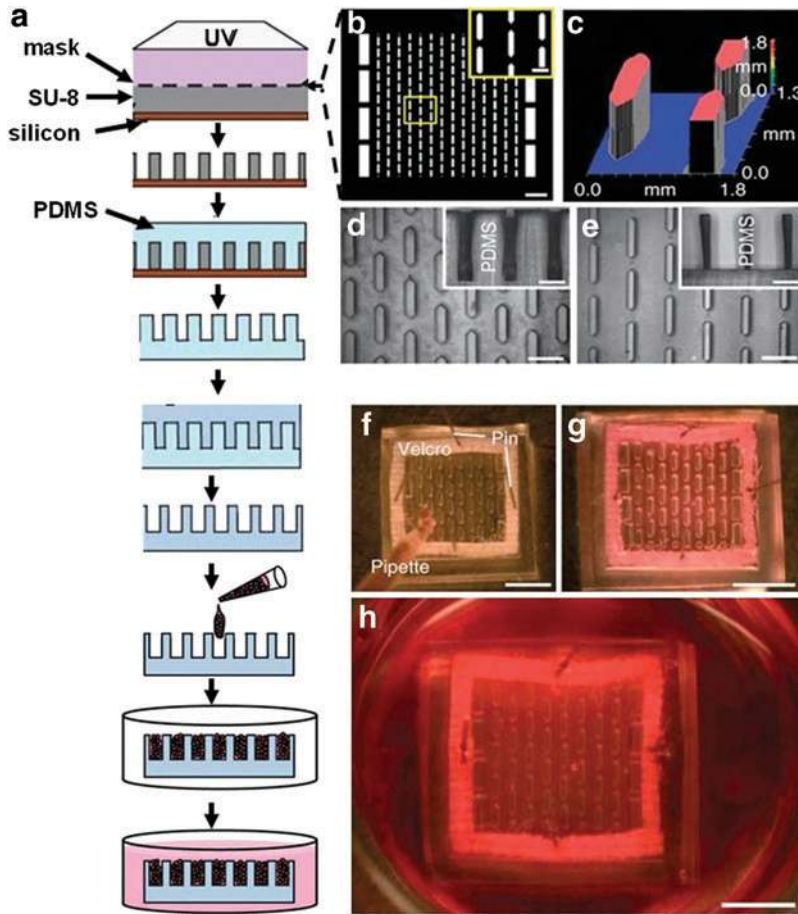 a
UV
mask
SU-8
silicon
PDMS
b
c
1.8
mm
0.0
1.3
mm
0.0
0.0 mm 1.8
d
PDMS
e
PDMS
f
Pin
Velcro
Pipette
g
h